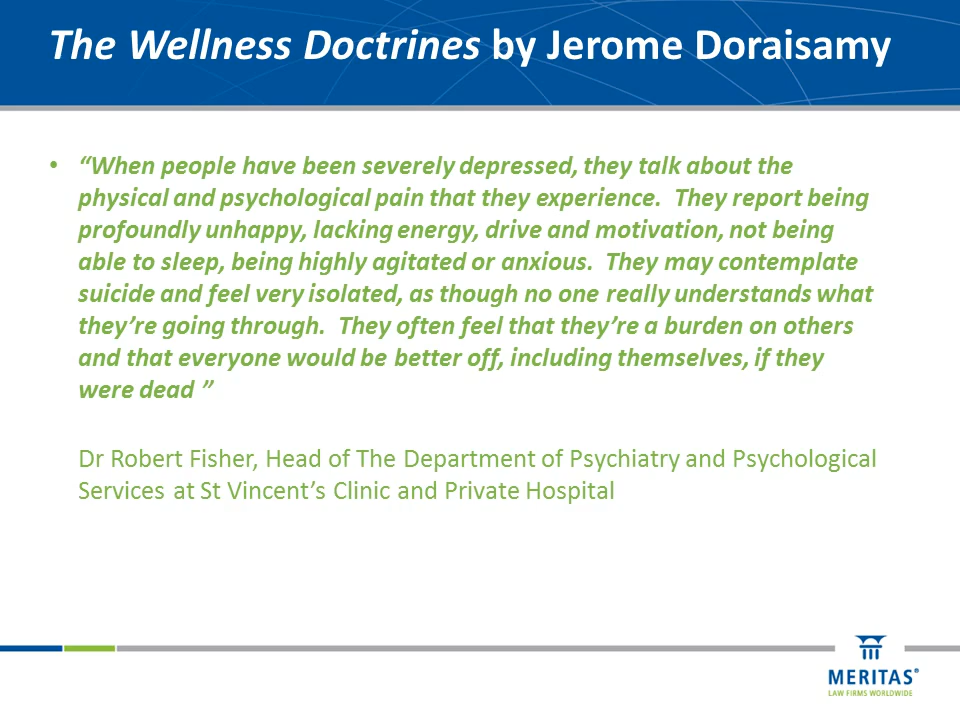 The Wellness Doctrines by Jerome Doraisamy
• “When people have been severely depressed, they talk about the
physical and psychological pain that they experience.  They report being
profoundly unhappy, lacking energy, drive and motivation, not being
able to sleep, being highly agitated or anxious.  They may contemplate
suicide and feel very isolated, as though no one really understands what
they’re going through.  They often feel that they’re a burden on others
and that everyone would be better off, including themselves, if they
were dead ”
Dr Robert Fisher, Head of The Department of Psychiatry and Psychological
Services at St Vincent’s Clinic and Private Hospital
MERITAS®
LAW FIRMS WORLDWIDE